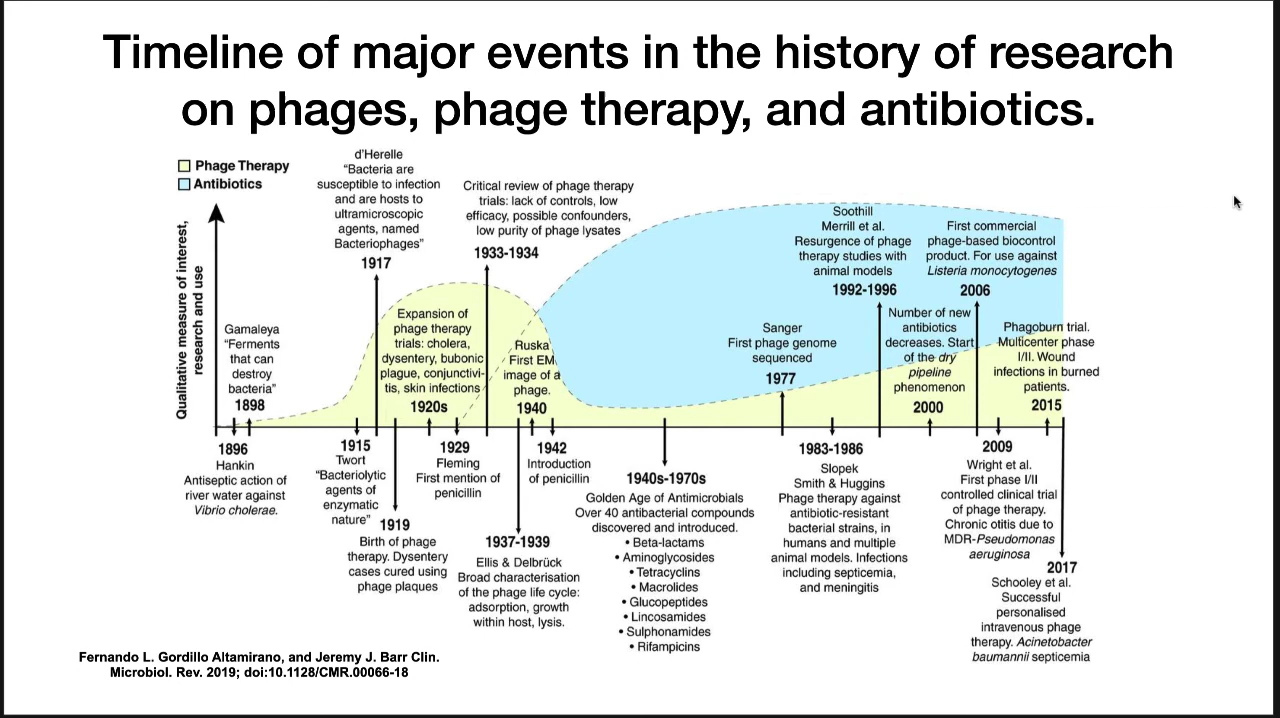 Timeline of major events in the history of research
on phages, phage therapy, and antibiotics.
Phage Therapy
Antibiotics
Qualitative measure of interest,
research and use
Gamaleya
“Ferments
that can
destroy
bacteria”
1898
d’Herelle
“Bacteria are
susceptible to infection
and are hosts to
ultramicroscopic
agents, named
Bacteriophages”
1917
Expansion of
phage therapy
trials: cholera,
dysentery, bubonic
plague, conjunctivi-
tis, skin infections
1920s
Critical review of phage therapy
trials: lack of controls, low
efficacy, possible confounders,
low purity of phage lysates
1933-1934
Ruska
First EM
image of a
phage.
1940
Sanger
First phage genome
sequenced
1977
Soothill
Merrill et al.
Resurgence of phage
therapy studies with
animal models
1992-1996
Number of new
antibiotics
decreases. Start
of the dry
pipeline
phenomenon
2000
First commercial
phage-based biocontrol
product. For use against
Listeria monocytogenes
2006
Phagoburn trial.
Multicenter phase
I/II. Wound
infections in burned
patients.
2015
1896
Hankin
Antiseptic action of
river water against
Vibrio cholerae.
1915
Twort
“Bacteriolytic
agents of
enzymatic
nature”
1919
Birth of phage
therapy. Dysentery
cases cured using
phage plaques
1929
Fleming
First mention of
penicillin
1937-1939
Ellis & Delbrück
Broad characterisation
of the phage life cycle:
adsorption, growth
within host, lysis.
1942
Introduction
of penicillin
1940s-1970s
Golden Age of Antimicrobials
Over 40 antibacterial compounds
discovered and introduced.
• Beta-lactams
• Aminoglycosides
• Tetracyclins
• Macrolides
• Glucopeptides
• Lincosamides
• Sulphonamides
• Rifampicins
1983-1986
Slopek
Smith & Huggins
Phage therapy against
antibiotic-resistant
bacterial strains, in
humans and multiple
animal models. Infections
including septicemia,
and meningitis
2009
Wright et al.
First phase I/II
controlled clinical trial
of phage therapy.
Chronic otitis due to
MDR-Pseudomonas
aeruginosa
2017
Schooley et al.
Successful
personalised
intravenous phage
therapy. Acinetobacter
baumannii septicemia
Fernando L. Gordillo Altamirano, and Jeremy J. Barr Clin.
Microbiol. Rev. 2019; doi:10.1128/CMR.00066-18